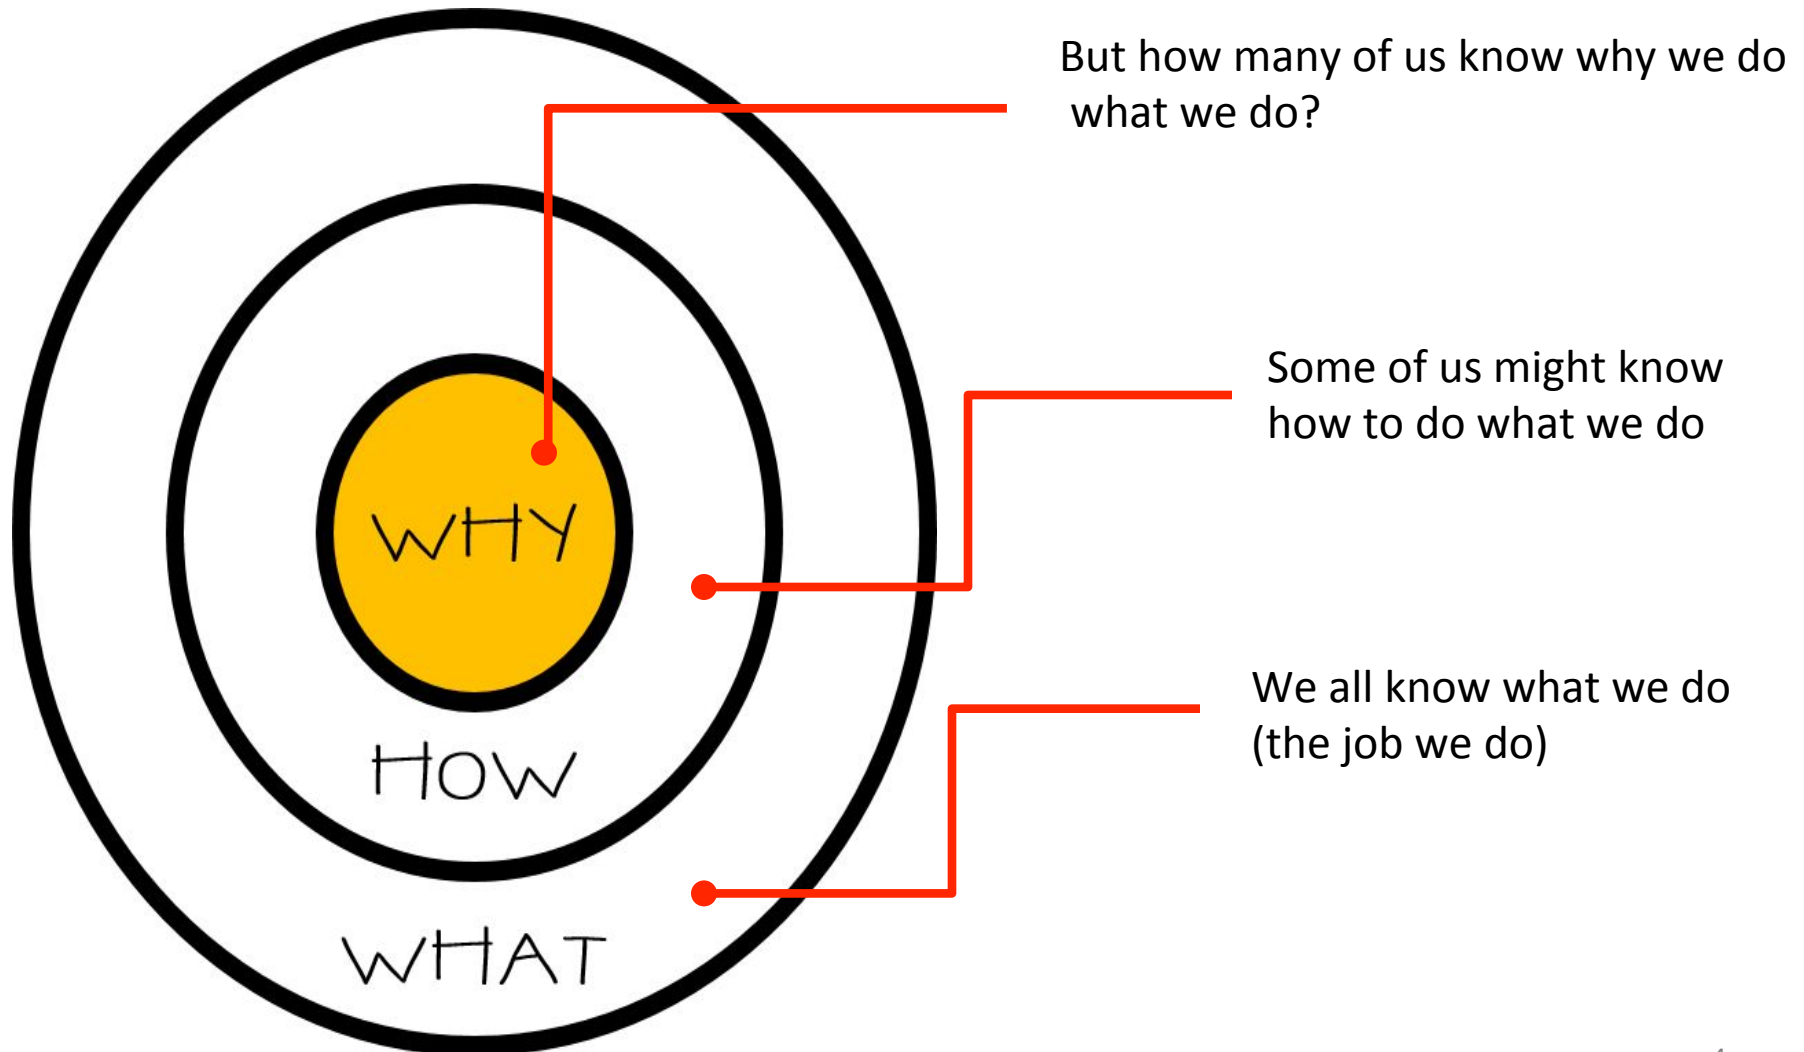 But how many of us know why we do
what we do?
Some of us might know
how to do what we do
WHY
We all know what we do
(the job we do)
HOW
WHAT